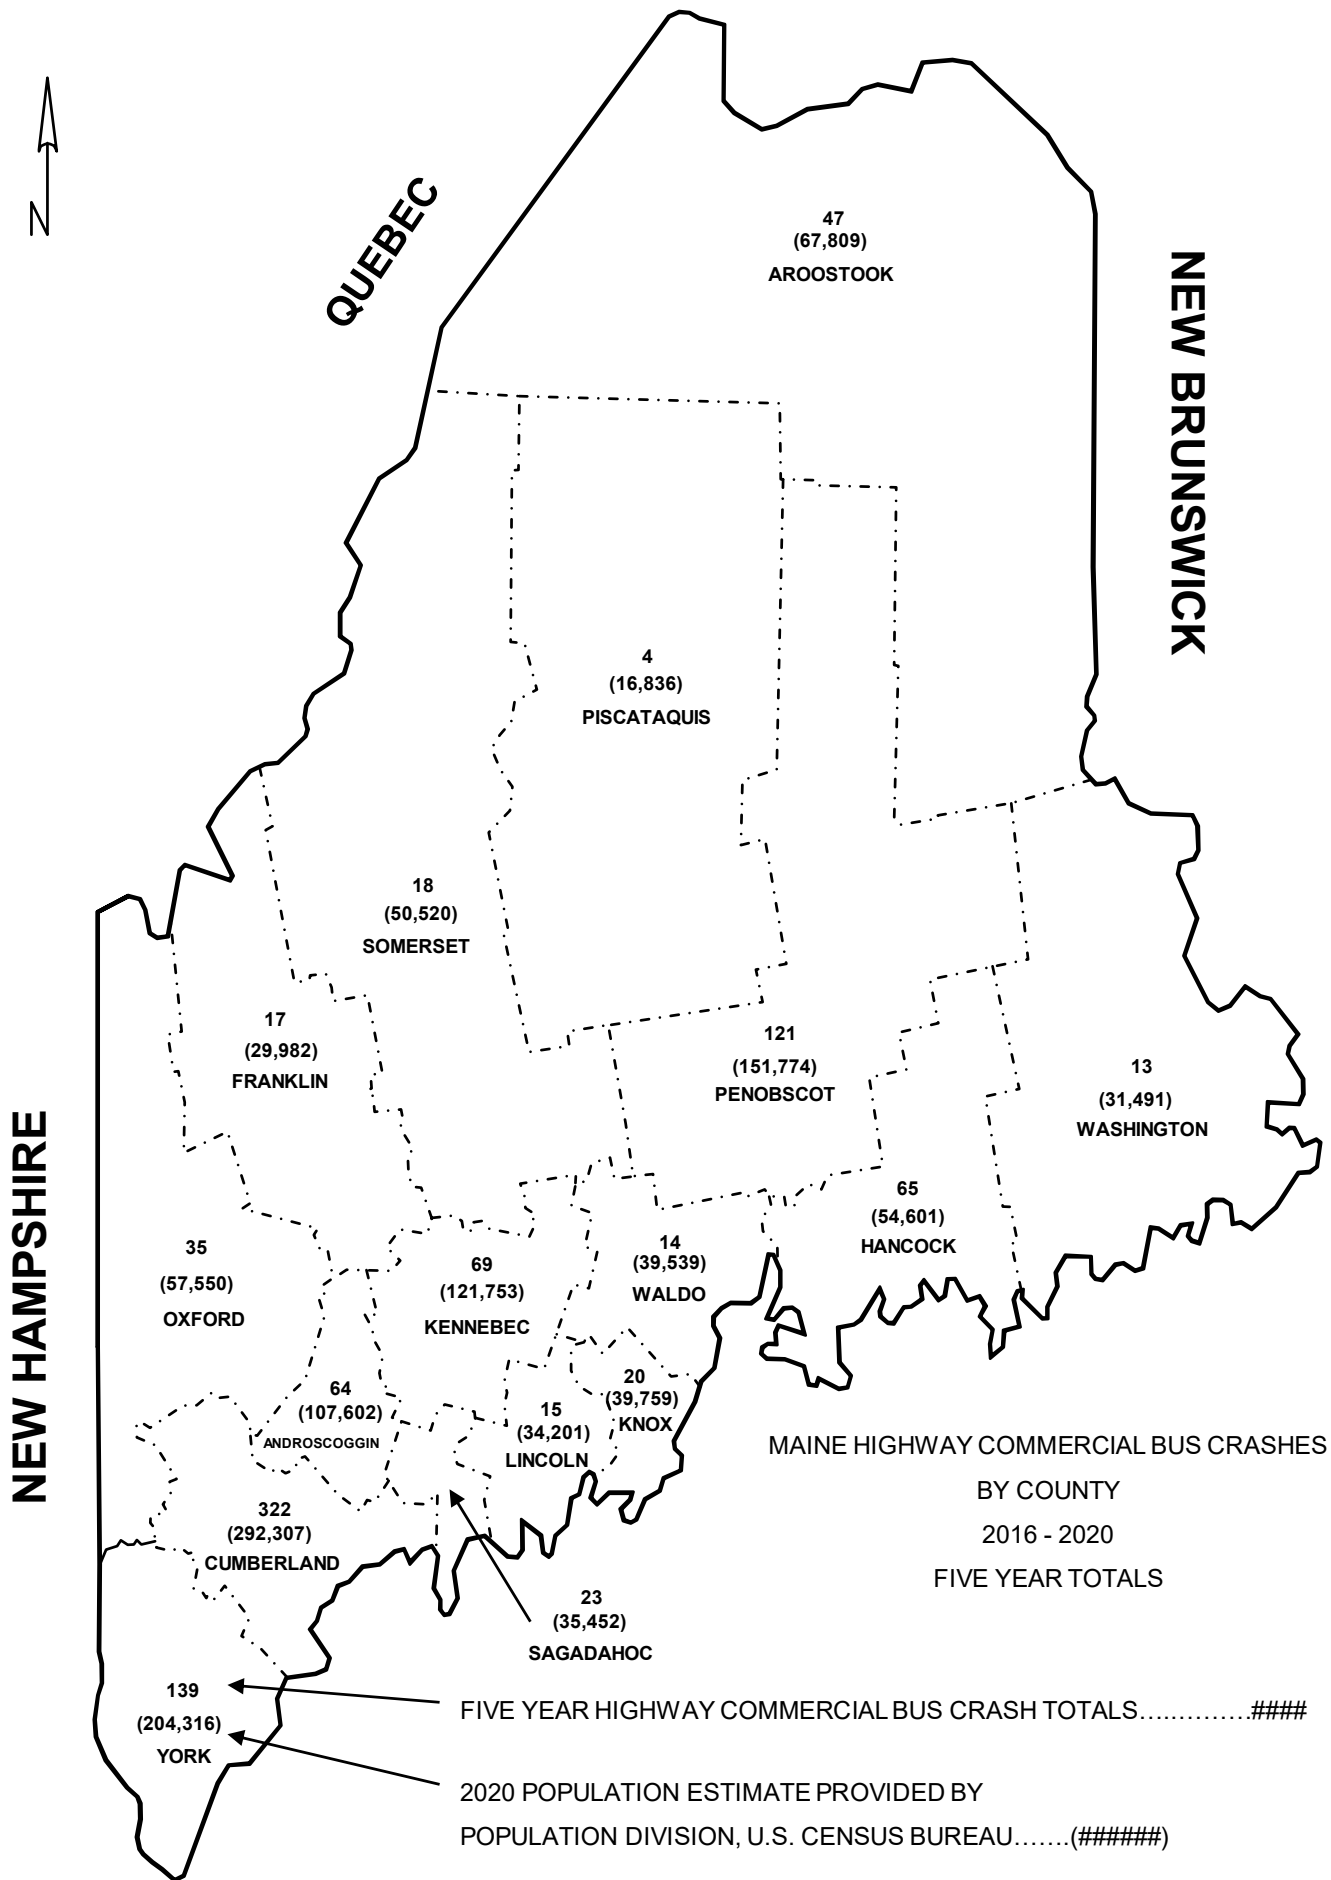 N
QUEBEC
NEW BRUNSWICK
NEW HAMPSHIRE
47
(67,809)
AROOSTOOK
4
(16,836)
PISCATAQUIS
18
(50,520)
SOMERSET
17
(29,982)
FRANKLIN
121
(151,774)
PENOBSCOT
13
(31,491)
WASHINGTON
65
(54,601)
HANCOCK
35
(57,550)
OXFORD
69
(121,753)
KENNEBEC
14
(39,539)
WALDO
64
(107,602)
ANDROSCOGGIN
15
(34,201)
LINCOLN
20
(39,759)
KNOX
322
(292,307)
CUMBERLAND
23
(35,452)
SAGADAHOC
139
(204,316)
YORK
MAINE HIGHWAY COMMERCIAL BUS CRASHES
BY COUNTY
2016 - 2020
FIVE YEAR TOTALS
FIVE YEAR HIGHWAY COMMERCIAL BUS CRASH TOTALS…..………####
2020 POPULATION ESTIMATE PROVIDED BY
POPULATION DIVISION, U.S. CENSUS BUREAU…….(######)